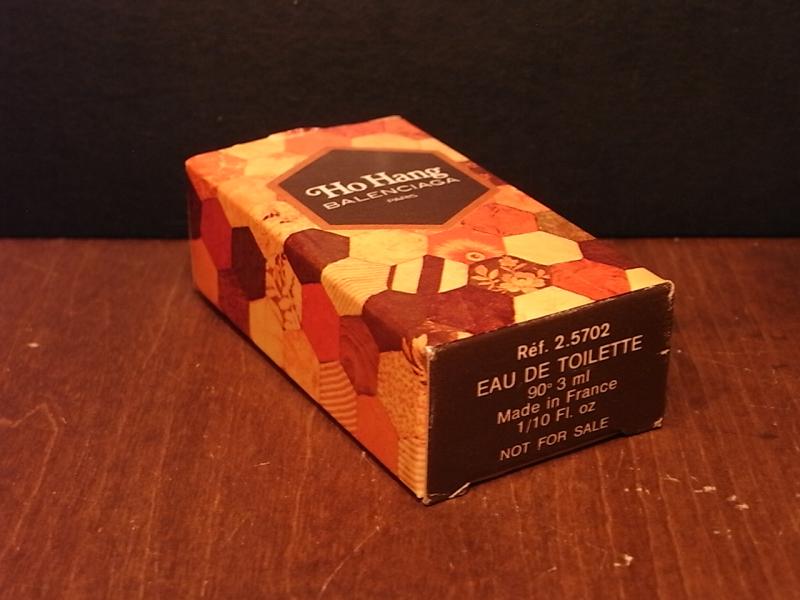 Ho Hang
BALENCIAGA
PARIS
Réf. 2.5702
EAU DE TOILETTE
90° 3 ml
Made in France
1/10 Fl. oz
NOT FOR SALE